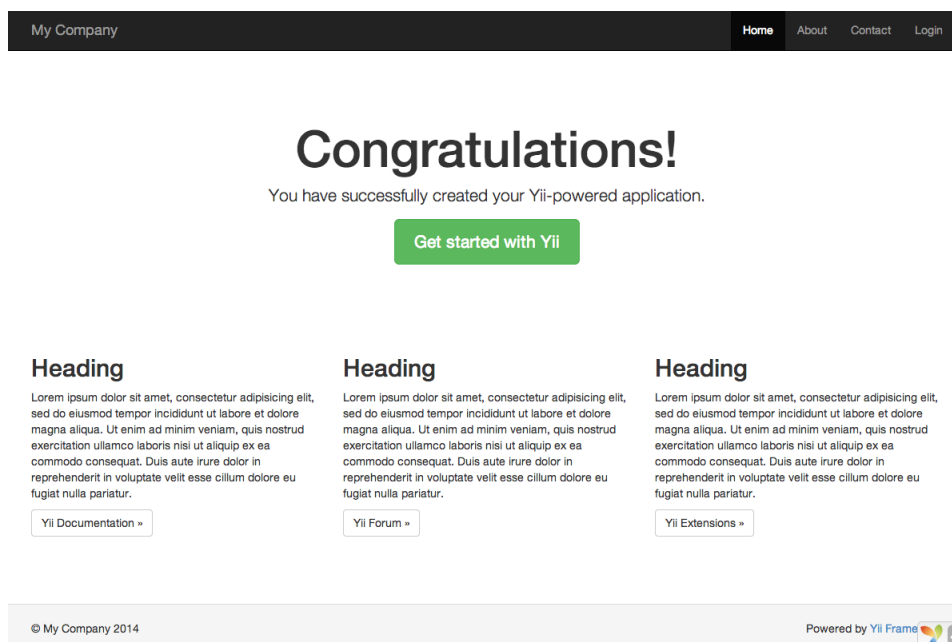 My Company
Home About Contact Login
Congratulations!
You have successfully created your Yii-powered application.
Get started with Yii
Heading
Lorem ipsum dolor sit amet, consectetur adipisicing elit,
sed do eiusmod tempor incididunt ut labore et dolore
magna aliqua. Ut enim ad minim veniam, quis nostrud
exercitation ullamco laboris nisi ut aliquip ex ea
commodo consequat. Duis aute irure dolor in
reprehenderit in voluptate velit esse cillum dolore eu
fugiat nulla pariatur.
Yii Documentation »
Heading
Lorem ipsum dolor sit amet, consectetur adipisicing elit,
sed do eiusmod tempor incididunt ut labore et dolore
magna aliqua. Ut enim ad minim veniam, quis nostrud
exercitation ullamco laboris nisi ut aliquip ex ea
commodo consequat. Duis aute irure dolor in
reprehenderit in voluptate velit esse cillum dolore eu
fugiat nulla pariatur.
Yii Forum »
Heading
Lorem ipsum dolor sit amet, consectetur adipisicing elit,
sed do eiusmod tempor incididunt ut labore et dolore
magna aliqua. Ut enim ad minim veniam, quis nostrud
exercitation ullamco laboris nisi ut aliquip ex ea
commodo consequat. Duis aute irure dolor in
reprehenderit in voluptate velit esse cillum dolore eu
fugiat nulla pariatur.
Yii Extensions »
© My Company 2014
Powered by Yii Frame